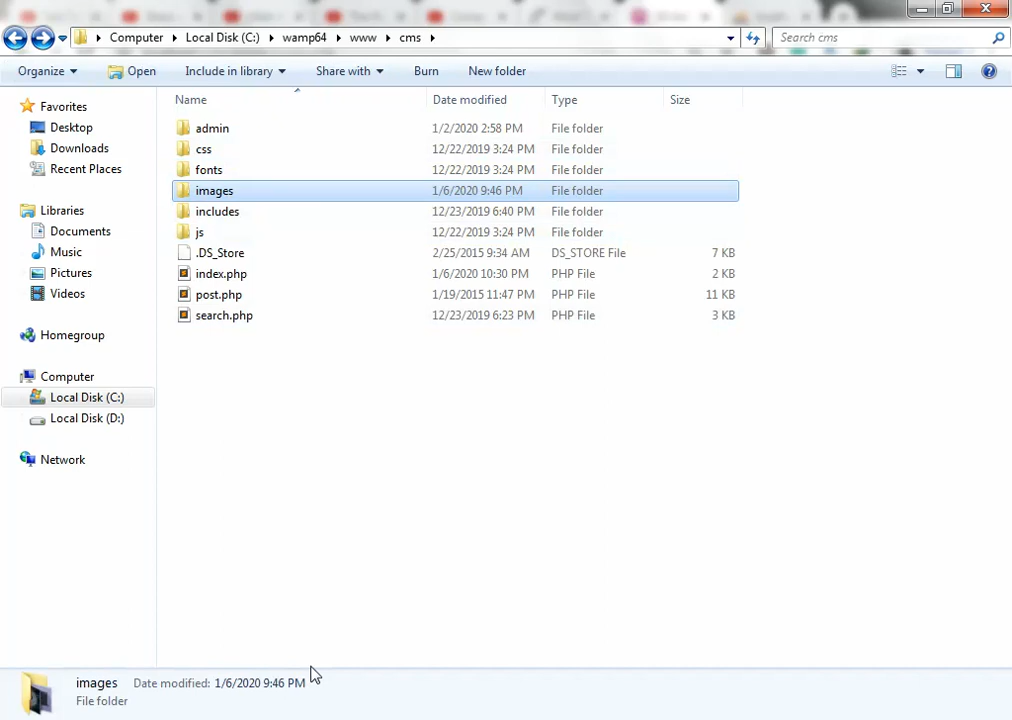 Computer Local Disk (C:) wamp64 www cms
Search cms
Organize Open Include in library Share with Burn New folder
Name Date modified Type Size
Favorites
Desktop
Downloads
Recent Places
Libraries
Documents
Music
Pictures
Videos
Homegroup
Computer
Local Disk (C:)
Local Disk (D:)
Network
admin 1/2/2020 2:58 PM File folder
css 12/22/2019 3:24 PM File folder
fonts 12/22/2019 3:24 PM File folder
images 1/6/2020 9:46 PM File folder
includes 12/23/2019 6:40 PM File folder
js 12/22/2019 3:24 PM File folder
.DS_Store 2/25/2015 9:34 AM DS_STORE File 7 KB
index.php 1/6/2020 10:30 PM PHP File 2 KB
post.php 1/19/2015 11:47 PM PHP File 11 KB
search.php 12/23/2019 6:23 PM PHP File 3 KB
images Date modified: 1/6/2020 9:46 PM
File folder